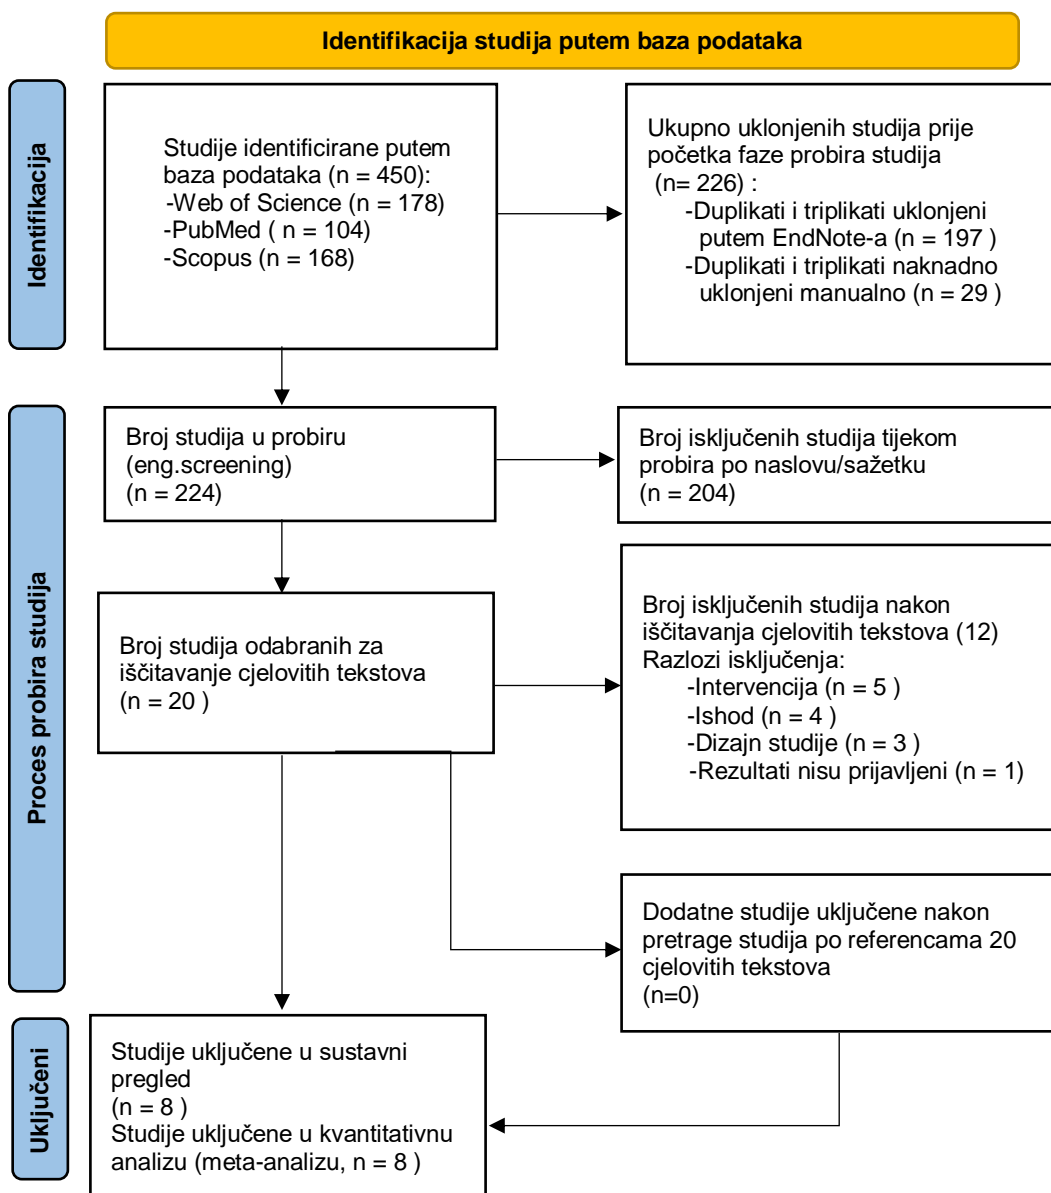 Identifikacija studija putem baza podataka
Identifikacija
Studije identificirane putem
baza podataka (n = 450):
-Web of Science (n = 178)
-PubMed ( n = 104)
-Scopus (n = 168)
Ukupno uklonjenih studija prije
početka faze probira studija
(n= 226) :
-Duplikati i triplikati uklonjeni
putem EndNote-a (n = 197 )
-Duplikati i triplikati naknadno
uklonjeni manualno (n = 29 )
Proces probira studija
Broj studija u probiru
(eng.screening)
(n = 224)
Broj isključenih studija tijekom
probira po naslovu/sažetku
(n = 204)
Broj studija odabranih za
iščitavanje cjelovitih tekstova
(n = 20 )
Broj isključenih studija nakon
iščitavanja cjelovitih tekstova (12)
Razlozi isključenja:
-Intervencija (n = 5 )
-Ishod (n = 4 )
-Dizajn studije (n = 3 )
-Rezultati nisu prijavljeni (n = 1)
Dodatne studije uključene nakon
pretrage studija po referencama 20
cjelovitih tekstova
(n=0)
Uključeni
Studije uključene u sustavni
pregled
(n = 8 )
Studije uključene u kvantitativnu
analizu (meta-analizu, n = 8 )